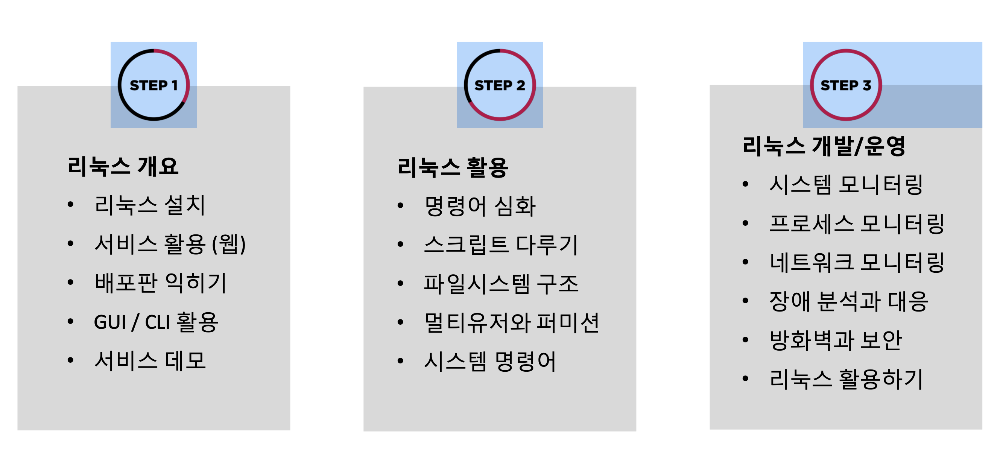 STEP 1
리눅스 개요
• 리눅스 설치
• 서비스 활용 (웹)
• 배포판 익히기
• GUI / CLI 활용
• 서비스 데모
STEP 2
리눅스 활용
• 명령어 심화
• 스크립트 다루기
• 파일시스템 구조
• 멀티유저와 퍼미션
• 시스템 명령어
STEP 3
리눅스 개발/운영
• 시스템 모니터링
• 프로세스 모니터링
• 네트워크 모니터링
• 장애 분석과 대응
• 방화벽과 보안
• 리눅스 활용하기